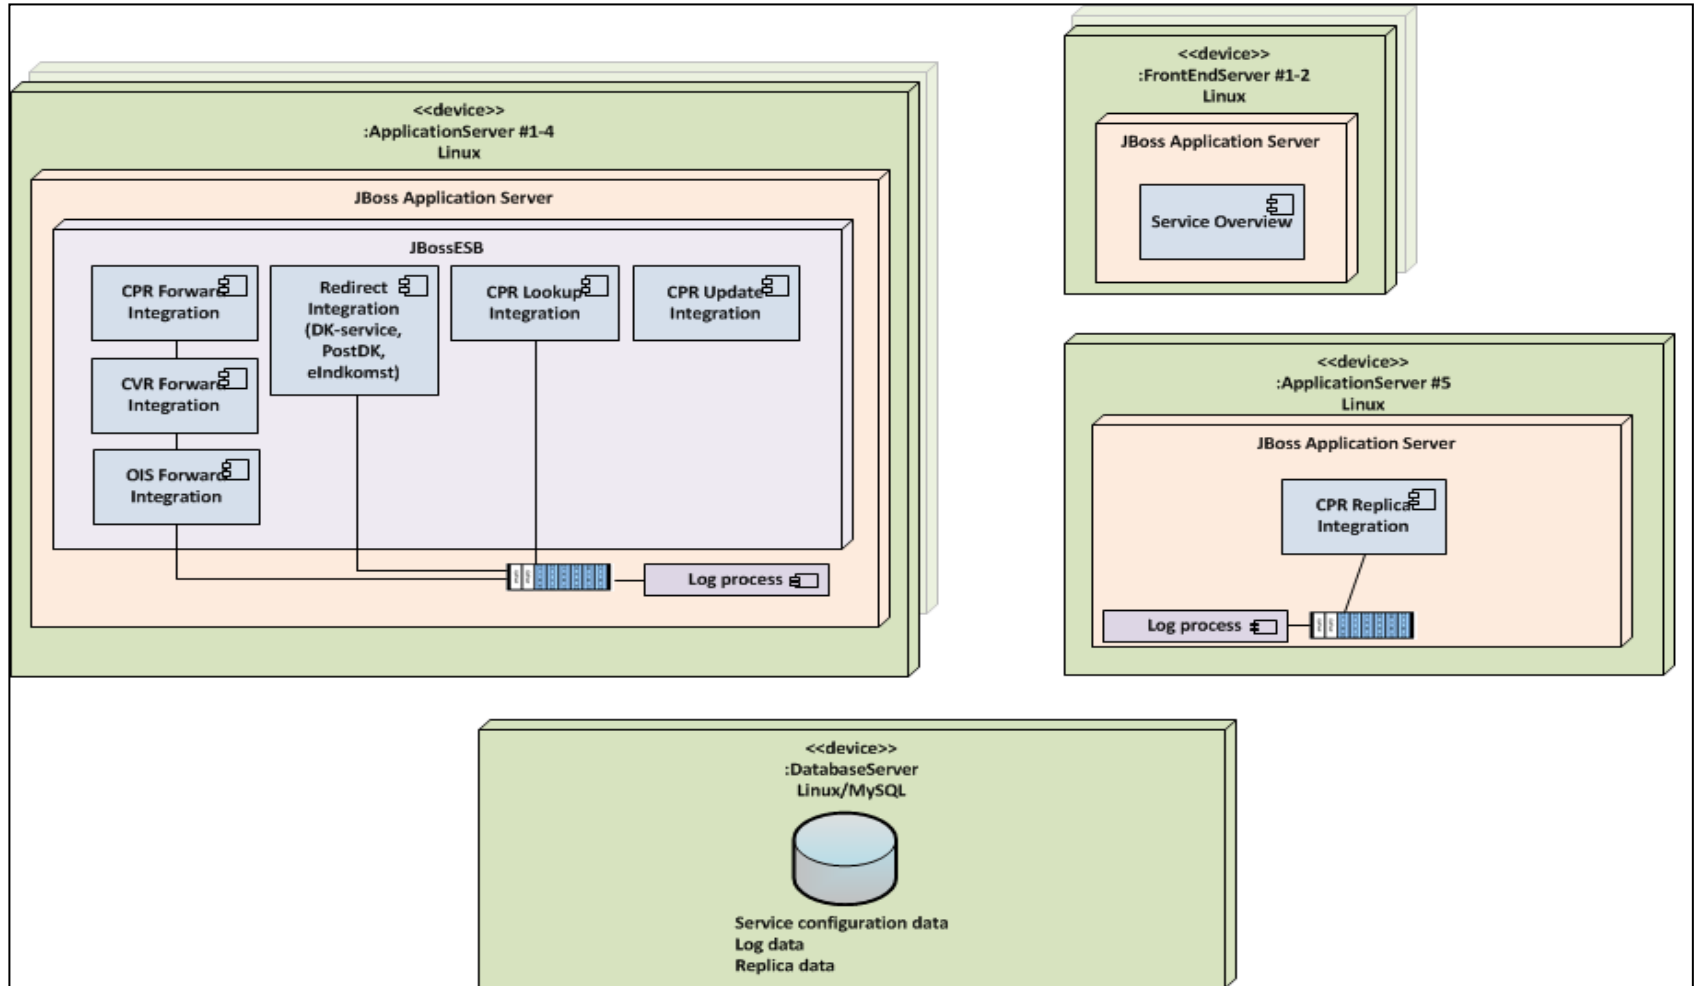 <<device>>
:ApplicationServer #1-4
Linux
JBoss Application Server
JBossESB
CPR Forward
Integration
Redirect
Integration
(DK-service,
PostDK,
eIndkomst)
CPR Lookup
Integration
CPR Update
Integration
CVR Forward
Integration
OIS Forward
Integration
Log process
<<device>>
:FrontEndServer #1-2
Linux
JBoss Application Server
Service Overview
<<device>>
:ApplicationServer #5
Linux
JBoss Application Server
CPR Replica
Integration
Log process
<<device>>
:DatabaseServer
Linux/MySQL
Service configuration data
Log data
Replica data